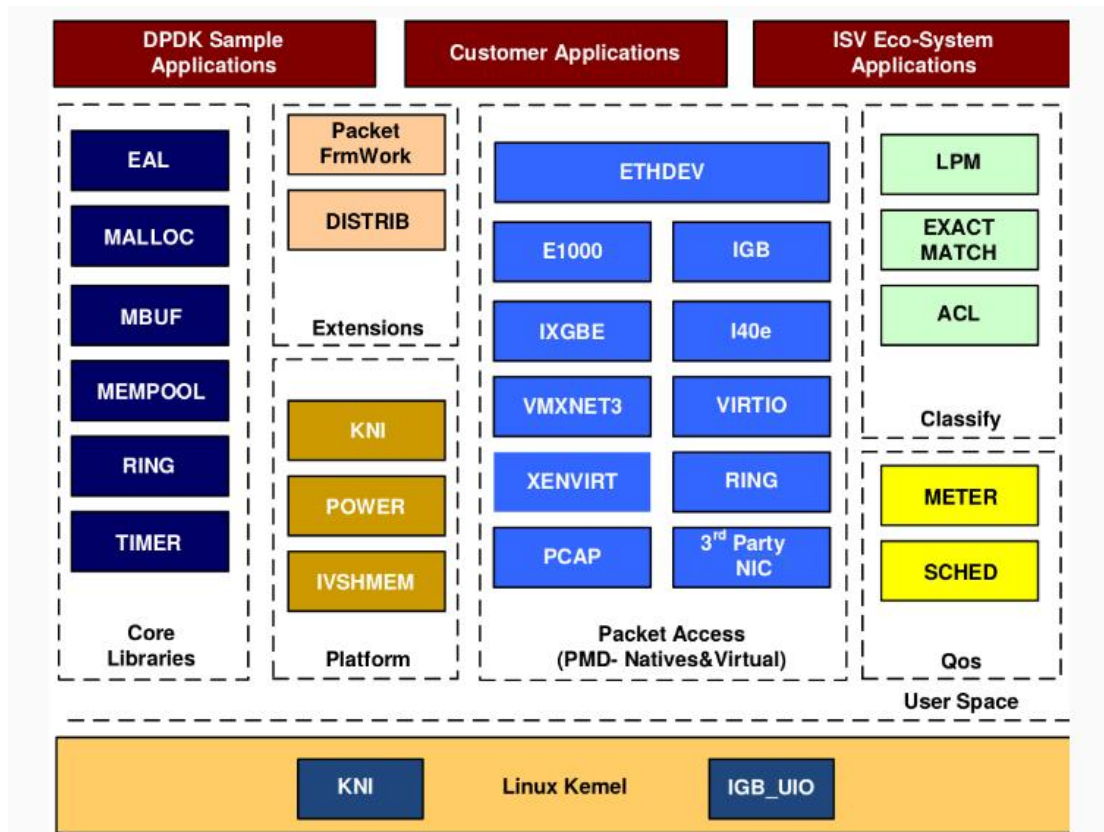 DPDK Sample
Applications
Customer Applications
ISV Eco-System
Applications
EAL
MALLOC
MBUF
MEMPOOL
RING
TIMER
Core
Libraries
Packet
FrmWork
DISTRIB
Extensions
KNI
POWER
IVSHMEM
Platform
ETHDEV
E1000
IGB
IXGBE
I40e
VMXNET3
VIRTIO
XENVIRT
RING
PCAP
3rd Party
NIC
Packet Access
(PMD- Natives&Virtual)
LPM
EXACT
MATCH
ACL
Classify
METER
SCHED
Qos
User Space
KNI
Linux Kernel
IGB_UIO